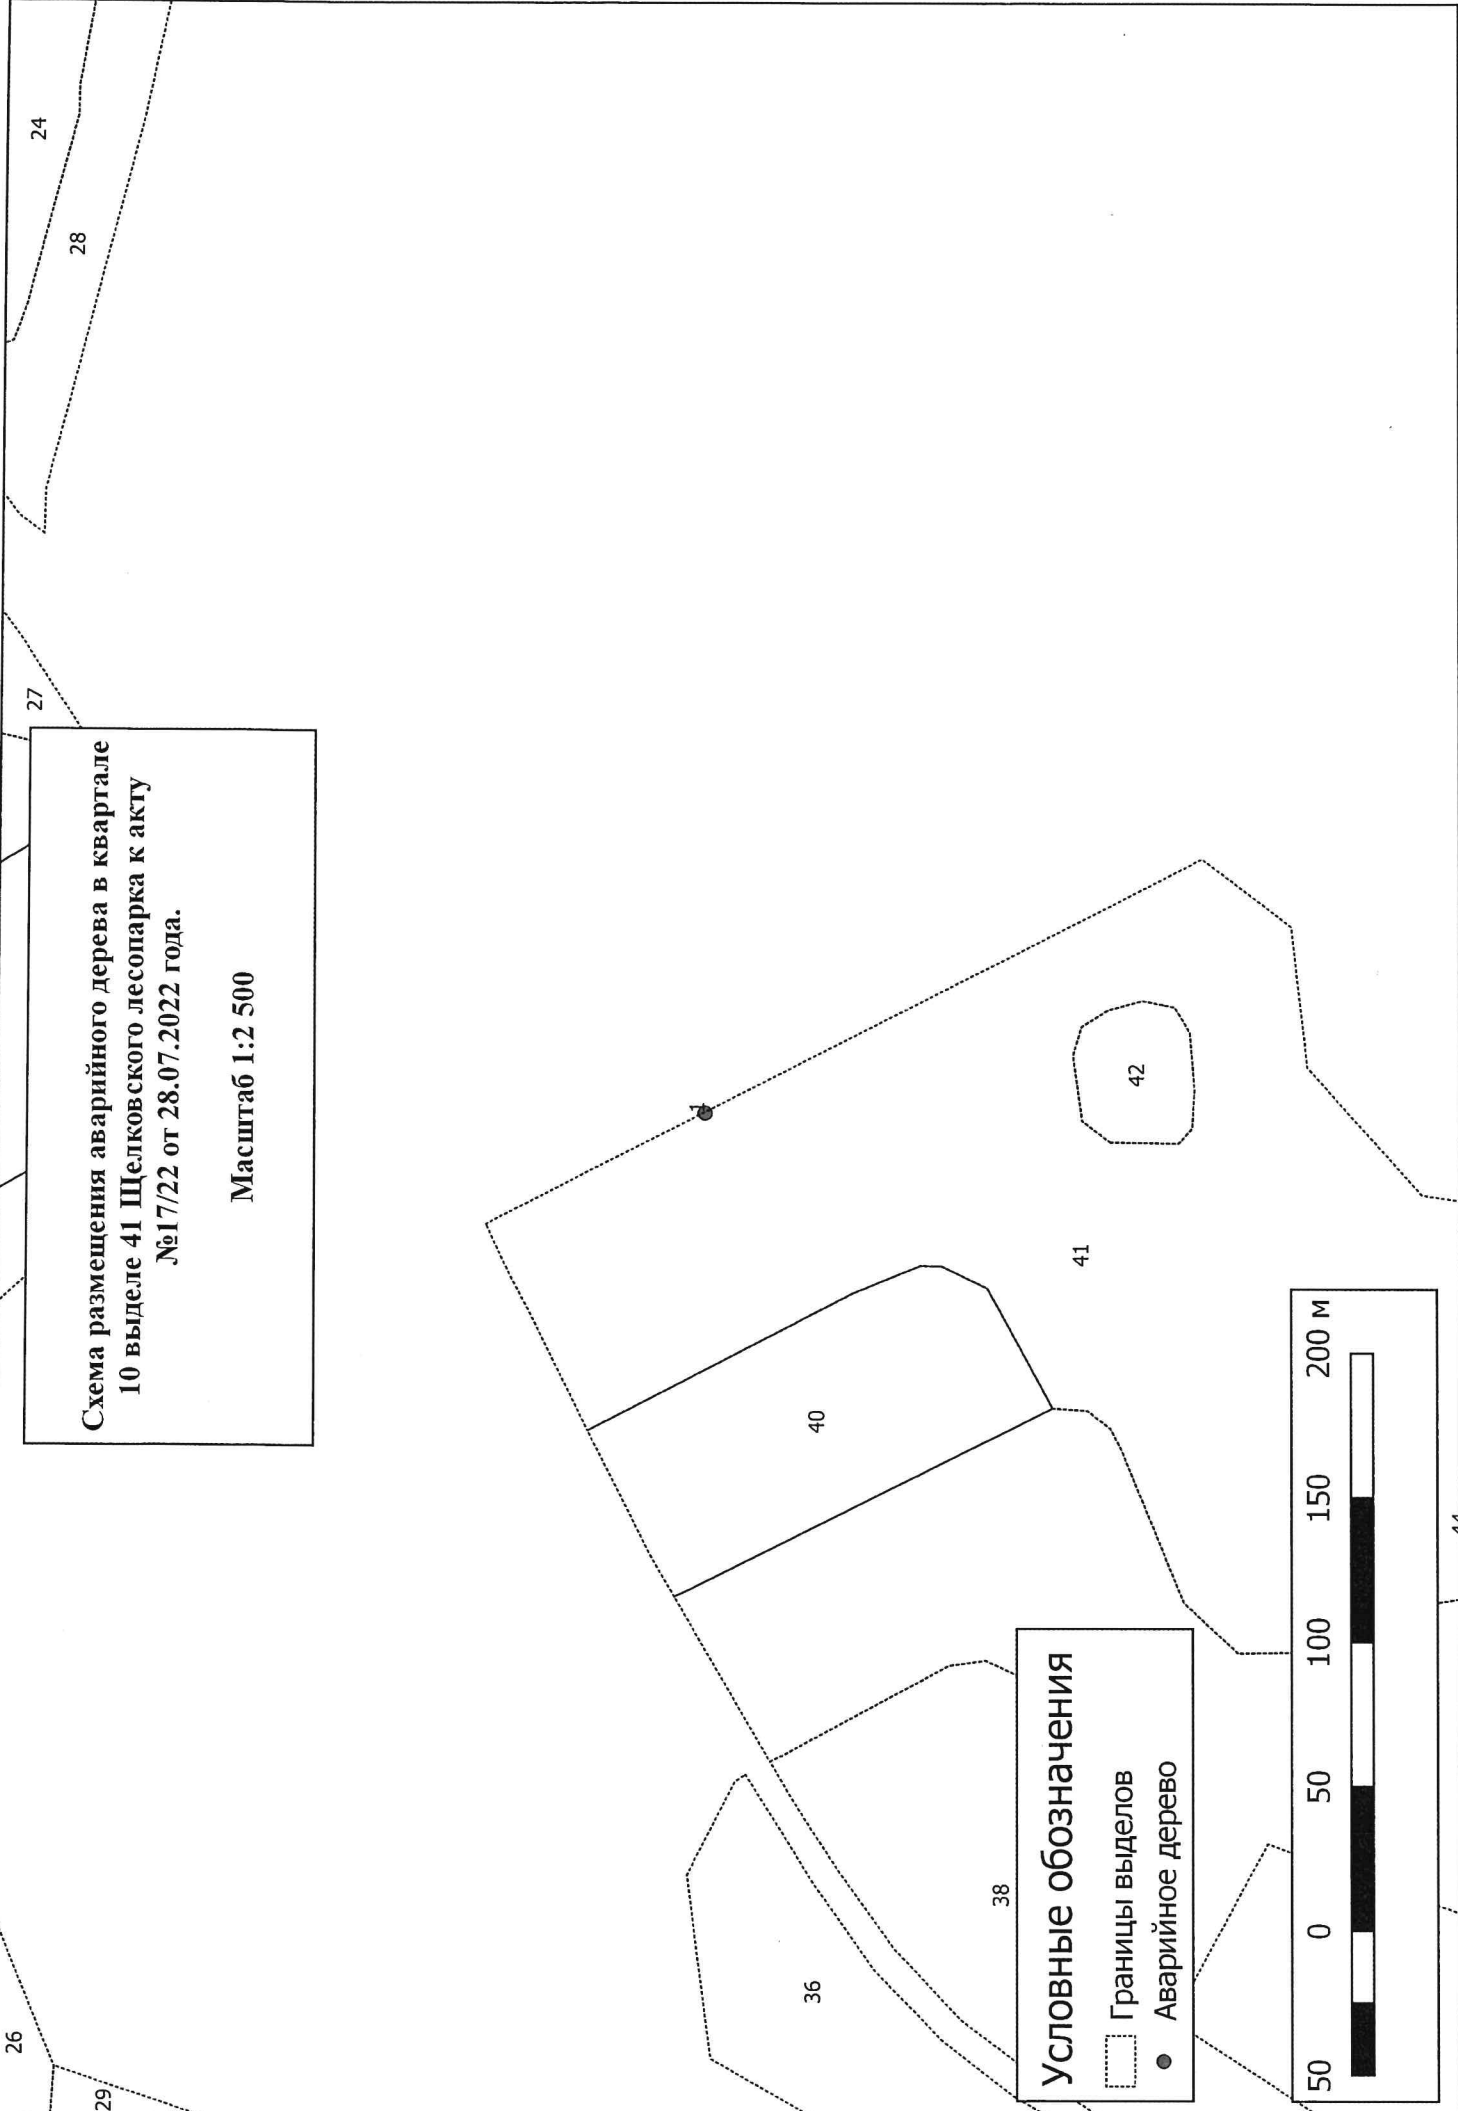 Схема размещения аварийного дерева в квартале
10 выделе 41 Щелковского лесопарка к акту
№17/22 от 28.07.2022 года.
Масштаб 1:2 500
26
29
27
24
28
36
38
40
41
42
1
Условные обозначения
Границы выделов
Аварийное дерево
50 0 50 100 150 200 м